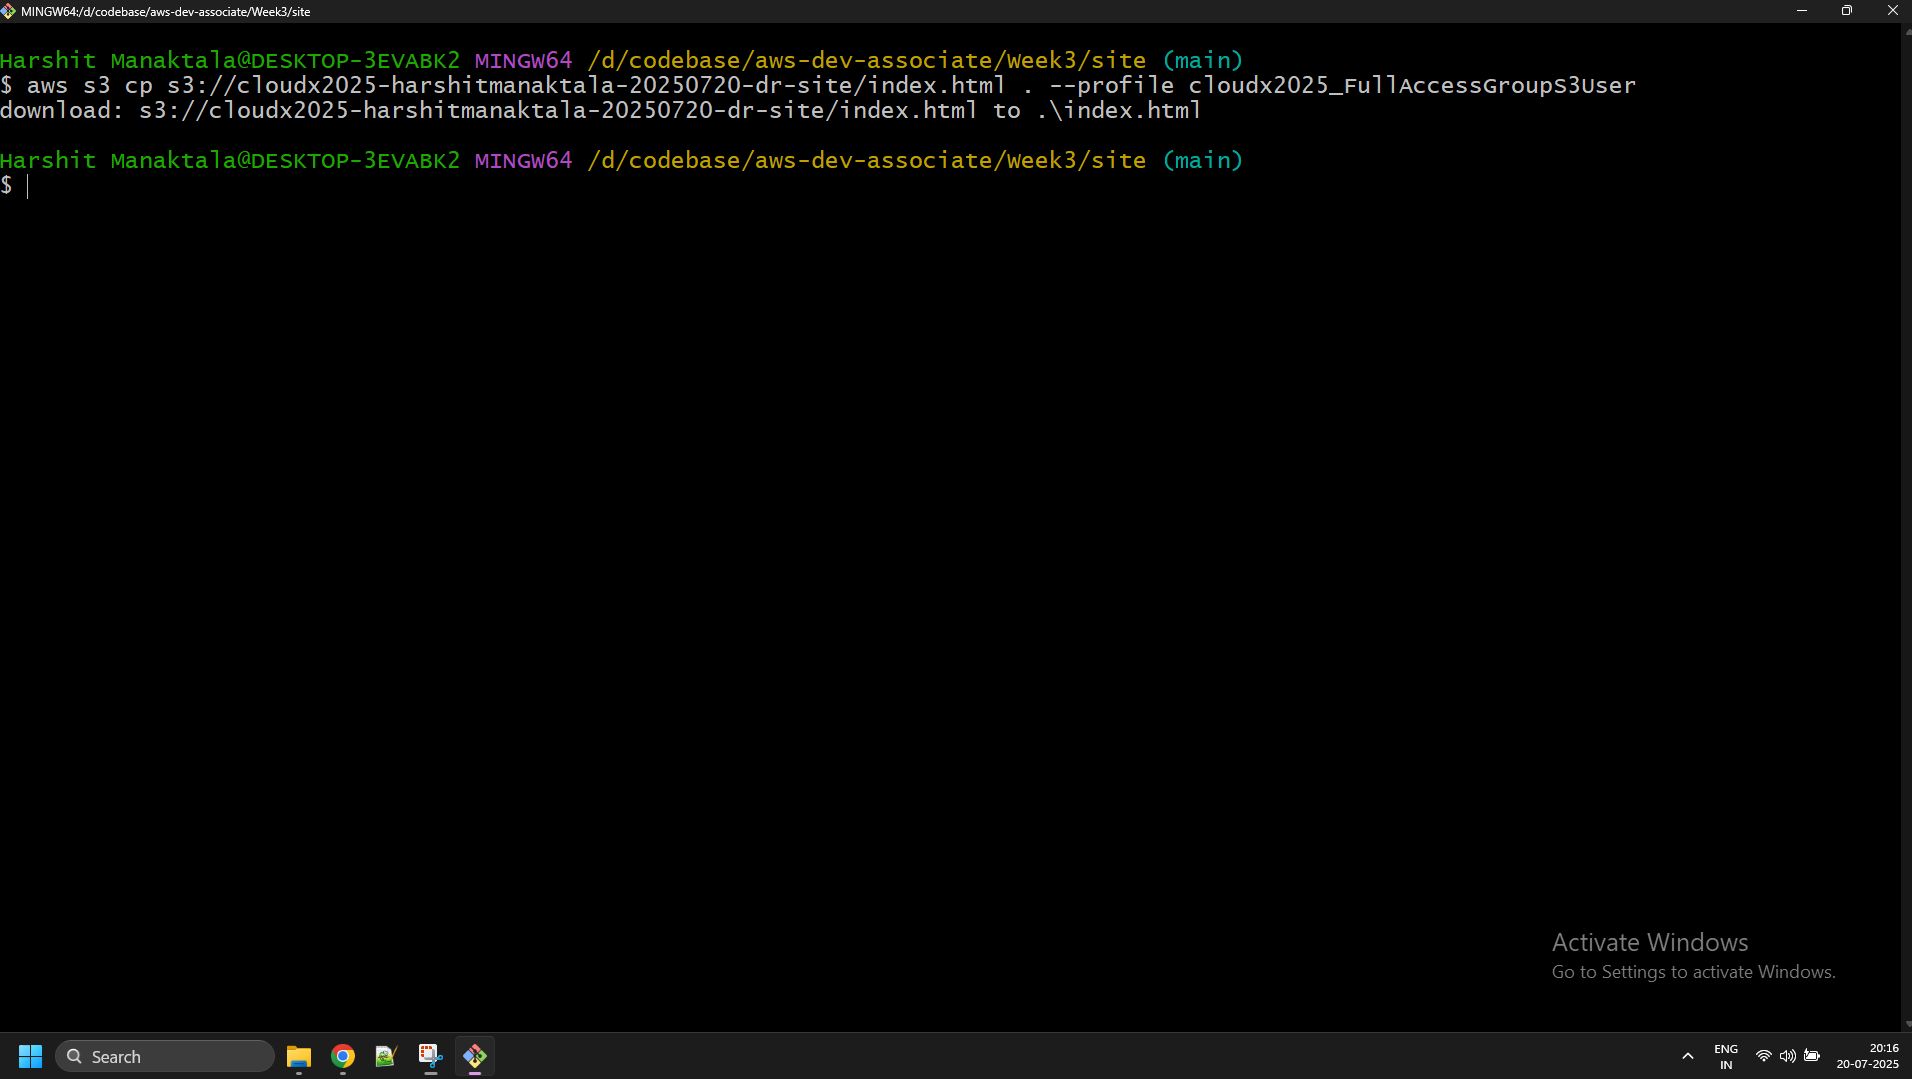 MINGW64:/d/codebase/aws-dev-associate/Week3/site
Harshit Manaktala@DESKTOP-3EVABK2 MINGW64 /d/codebase/aws-dev-associate/Week3/site (main)
$ aws s3 cp s3://cloudx2025-harshitmanaktala-20250720-dr-site/index.html . --profile cloudx2025_FullAccessGroupS3User
download: s3://cloudx2025-harshitmanaktala-20250720-dr-site/index.html to .\index.html
Harshit Manaktala@DESKTOP-3EVABK2 MINGW64 /d/codebase/aws-dev-associate/Week3/site (main)
$
Activate Windows
Go to Settings to activate Windows.
Search
ENG
IN
20:16
20-07-2025